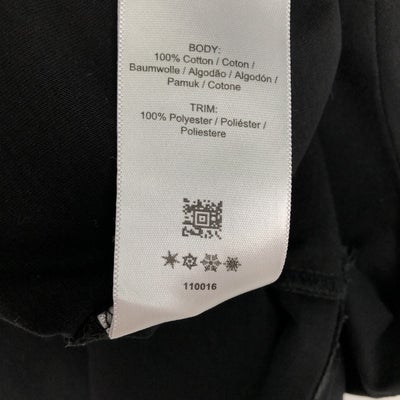 BODY:
100% Cotton / Coton /
Baumwolle / Algodão / Algodón /
Pamuk / Cotone
TRIM:
100% Polyester / Poliéster /
Poliestere
110016